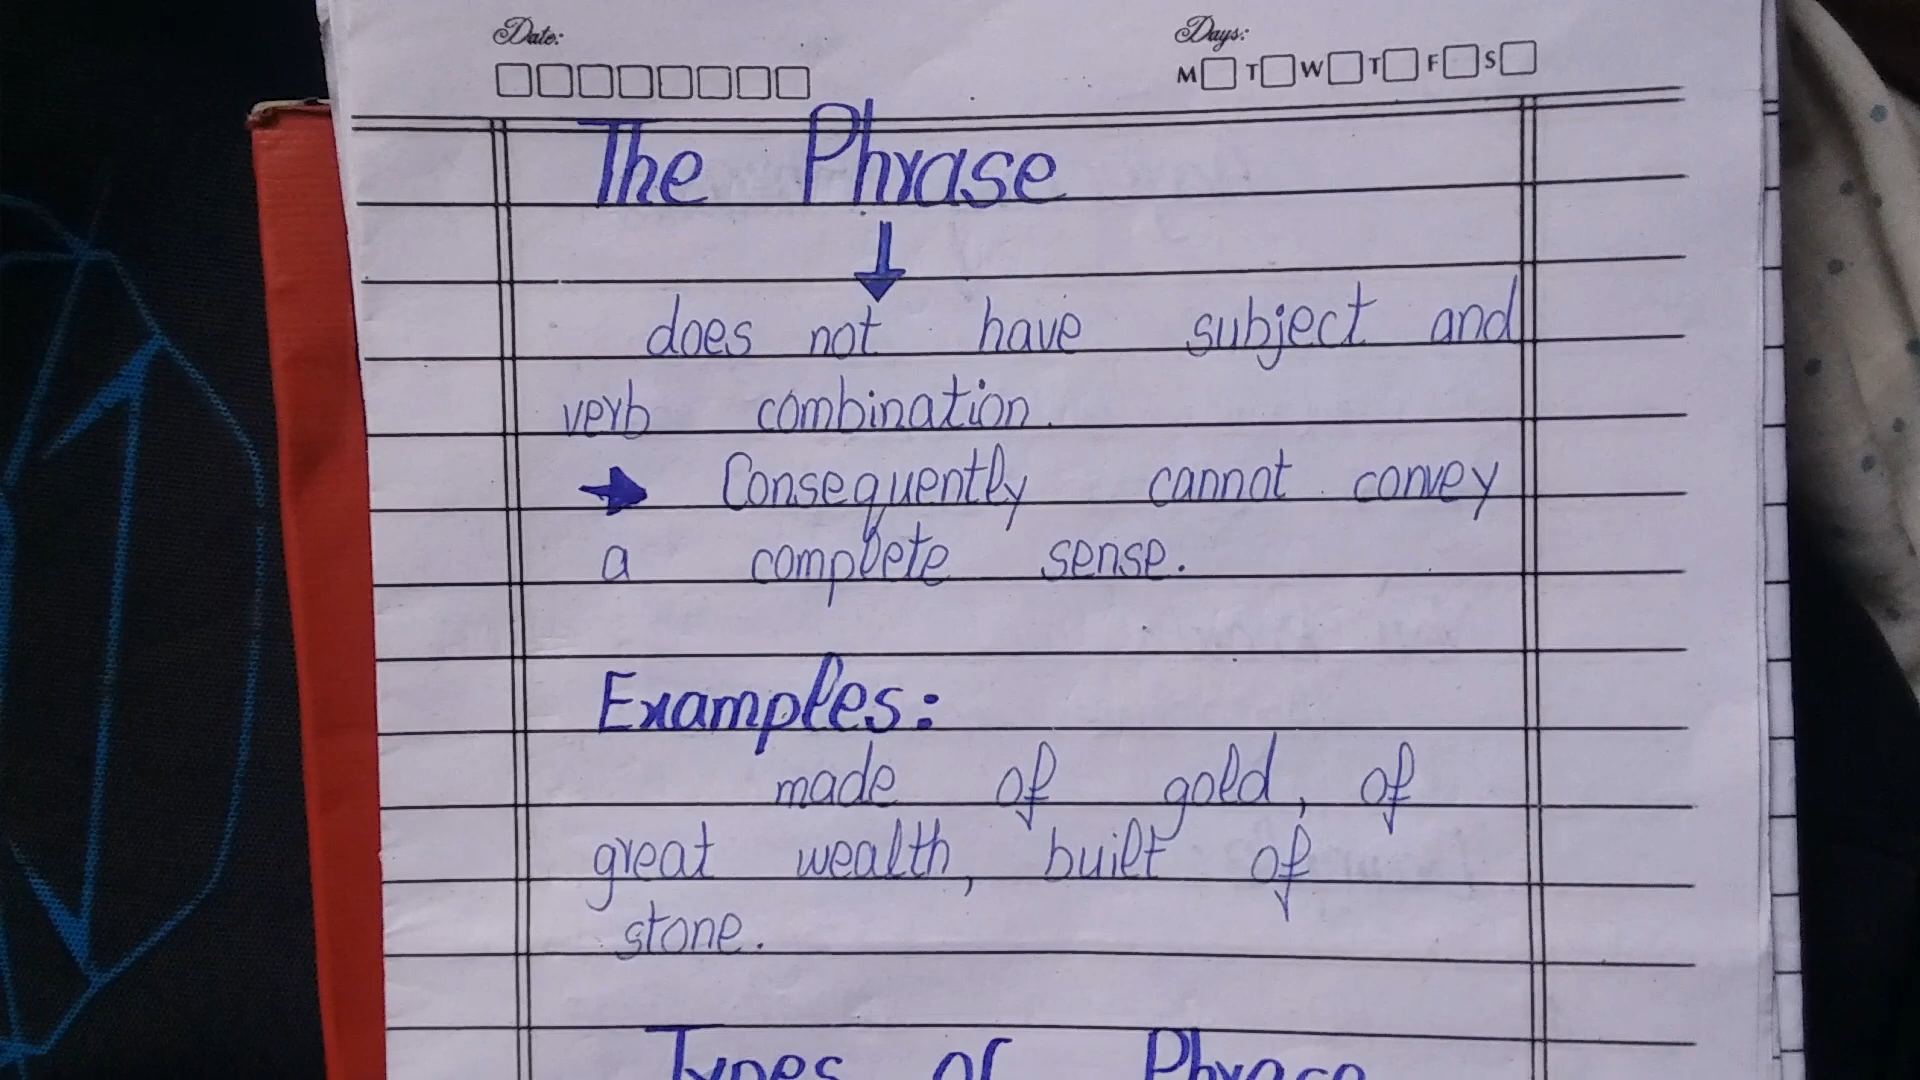 Date:
Days:
M T W T F S
The Phrase
does not have subject and
verb combination.
Consequently cannot convey
a complete sense.
Examples:
made of gold, of
great wealth, built of
stone.
Types of Phrase